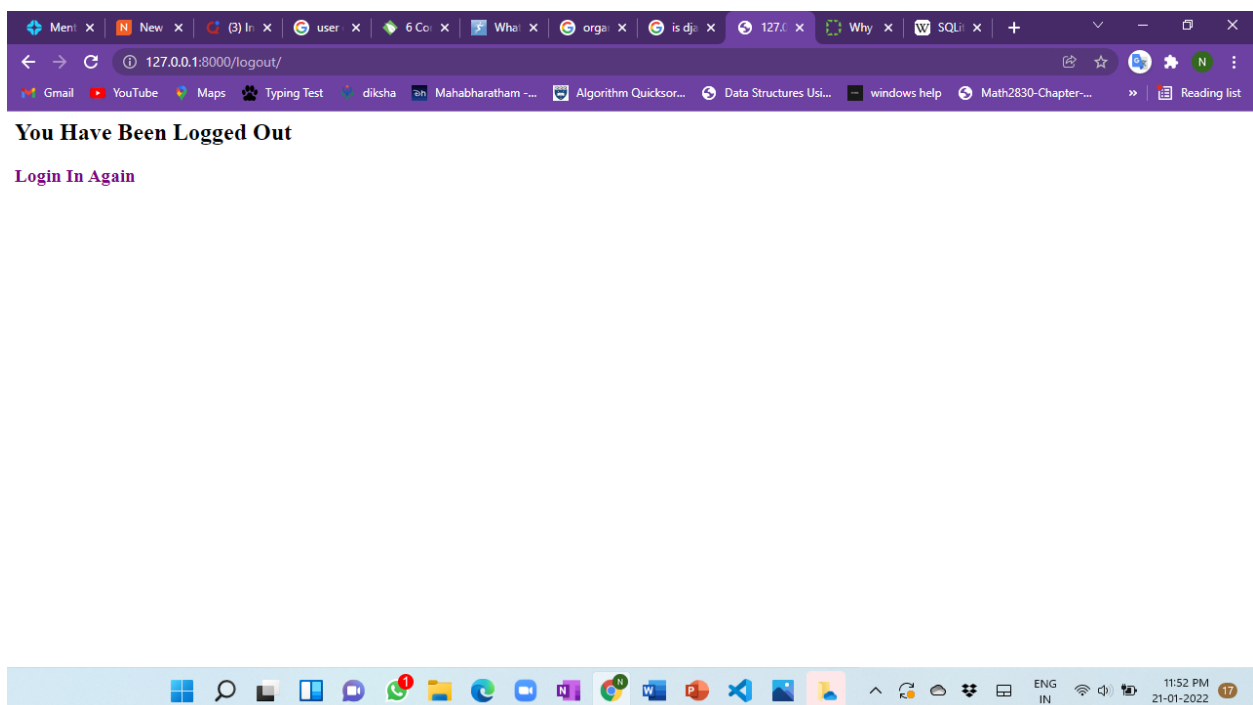 Ment New (3) In user 6 Cor What orga is dja 127.0 Why SQLit
127.0.0.1:8000/logout/ N
Gmail YouTube Maps Typing Test diksha Mahabharatham -... Algorithm Quicksor... Data Structures Usi... windows help Math2830-Chapter-... » Reading list
You Have Been Logged Out
Login In Again
1 N ENG 11:52 PM
IN 21-01-2022 17